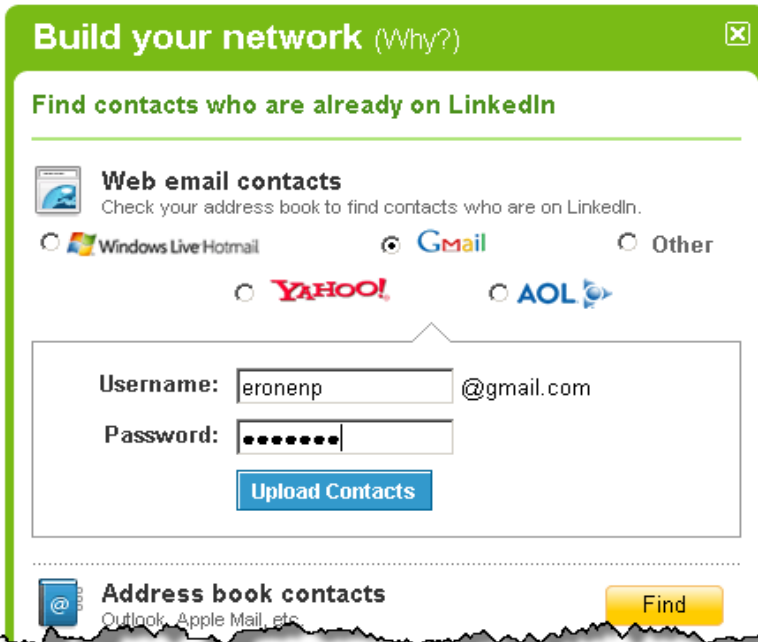 Build your network (Why?)
Find contacts who are already on LinkedIn
Web email contacts
Check your address book to find contacts who are on LinkedIn.
Windows Live Hotmail Gmail Other
YAHOO! AOL
Username: eronenp @gmail.com
Password: •••••••
Upload Contacts
@ Address book contacts
Outlook, Apple Mail, etc.
Find